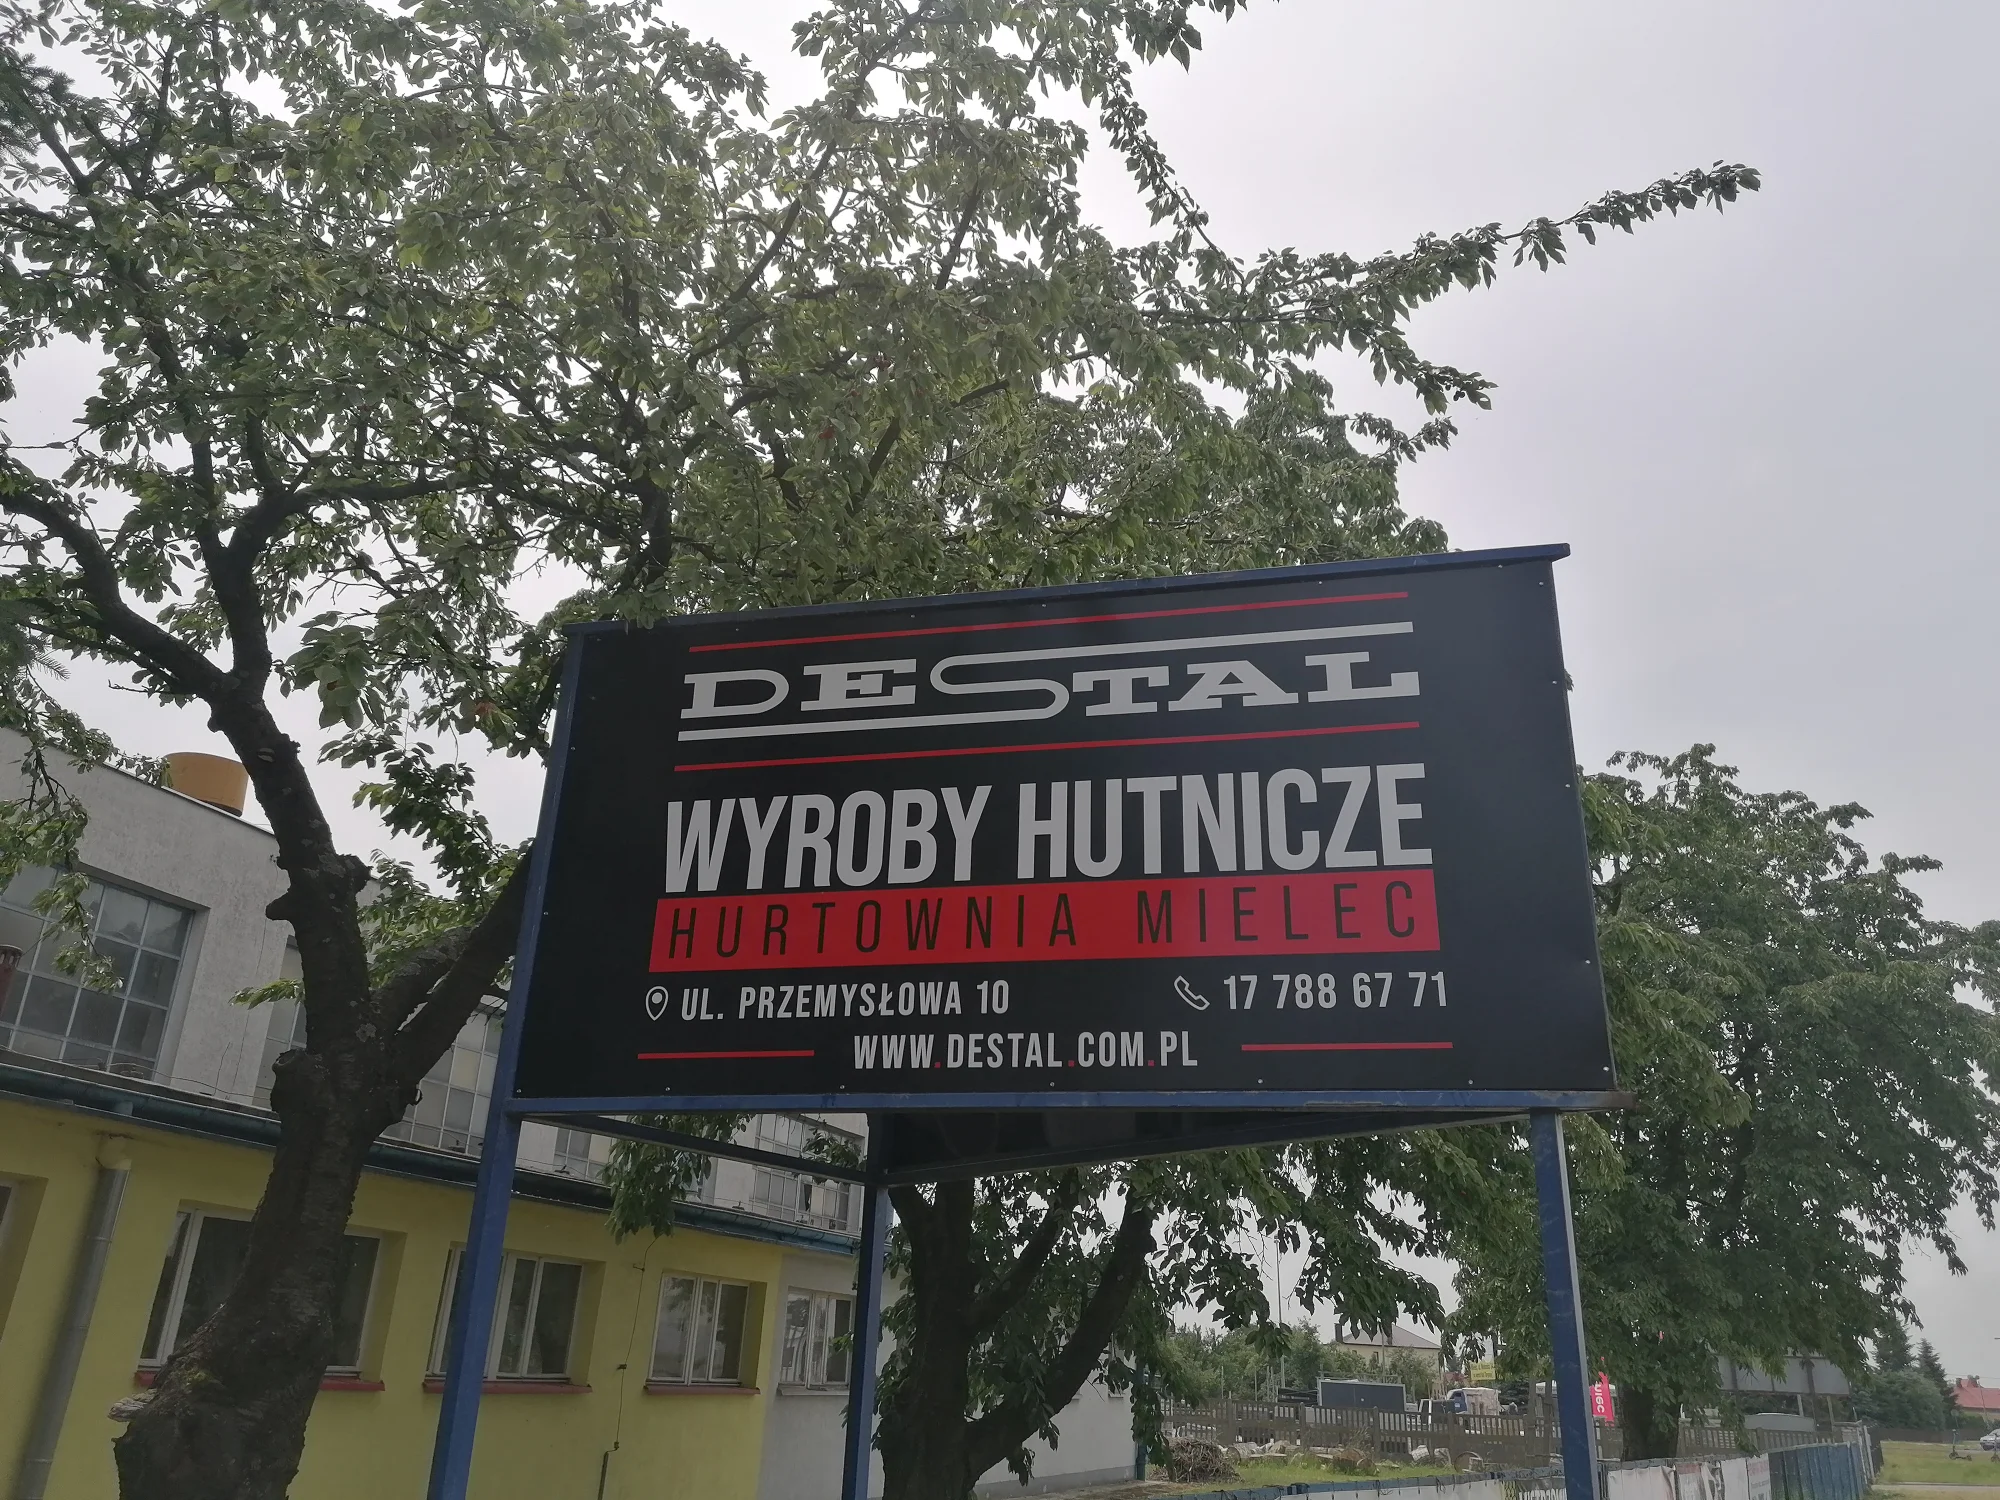 DESTAL
WYROBY HUTNICZE
HURTOWNIA MIELEC
UL. PRZEMYSŁOWA 10
17 788 67 71
WWW.DESTAL.COM.PL